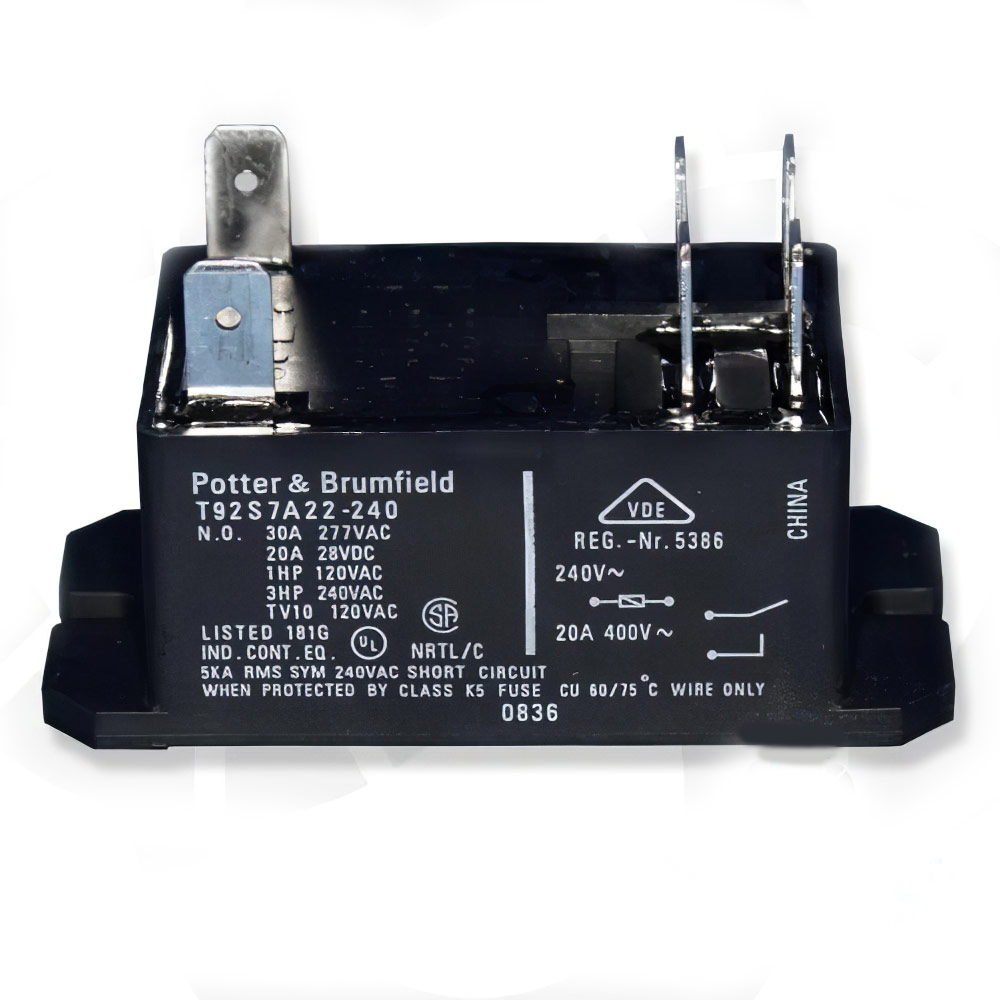 Potter & Brumfield
T92S7A22-240
N.O. 30A 277VAC
20A 28VDC
1HP 120VAC
3HP 240VAC
TV10 120VAC
LISTED 181G
IND.CONT.EQ. UL
SA
NRTL/C
5KA RMS SYM 240VAC SHORT CIRCUIT
WHEN PROTECTED BY CLASS K5 FUSE CU 60/75°C WIRE ONLY
0836
VDE
REG.-Nr.5386
240V~
20A 400V~
CHINA